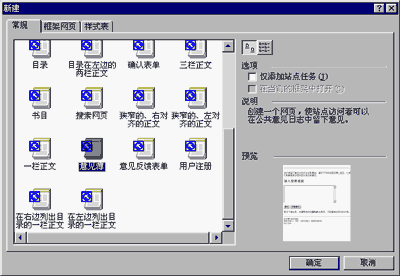 新建
常规 框架网页 样式表
目录 目录在左边的 确认表单 三栏正文
两栏正文
书目 搜索网页 狭窄的、右对 狭窄的、左对
齐的正文 齐的正文
一栏正文 意见簿 意见反馈表单 用户注册
在右边列出目 在左边列出目
录的一栏正文 录的一栏正文
选项
仅添加站点任务(J)
在当前的框架中打开(O)
说明
创建一个网页，使站点访问者可以
在公共意见日志中留下意见。
预览
确定 取消